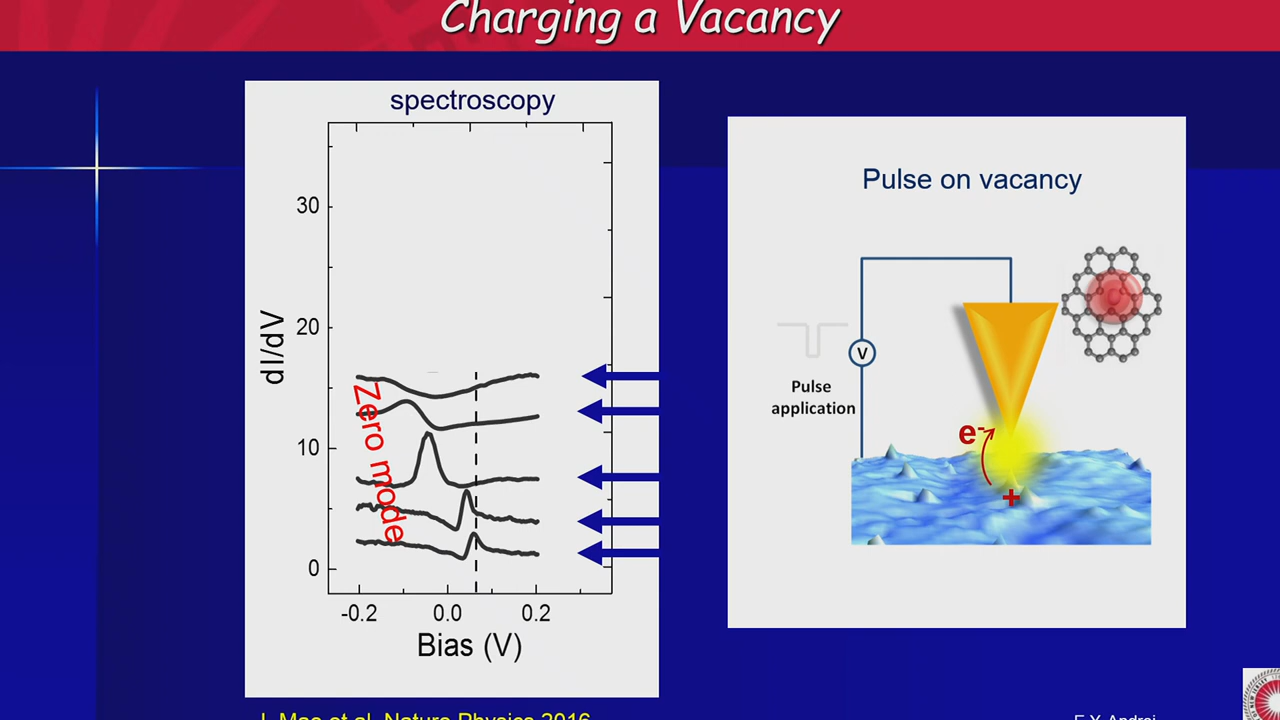 Charging a Vacancy
spectroscopy
30
20
10
0
dI/dV
Zero mode
-0.2
0.0
0.2
Bias (V)
Pulse on vacancy
V
Pulse
application
e-
+
J. Mao et al, Nature Physics 2016
E.Y. Andrei